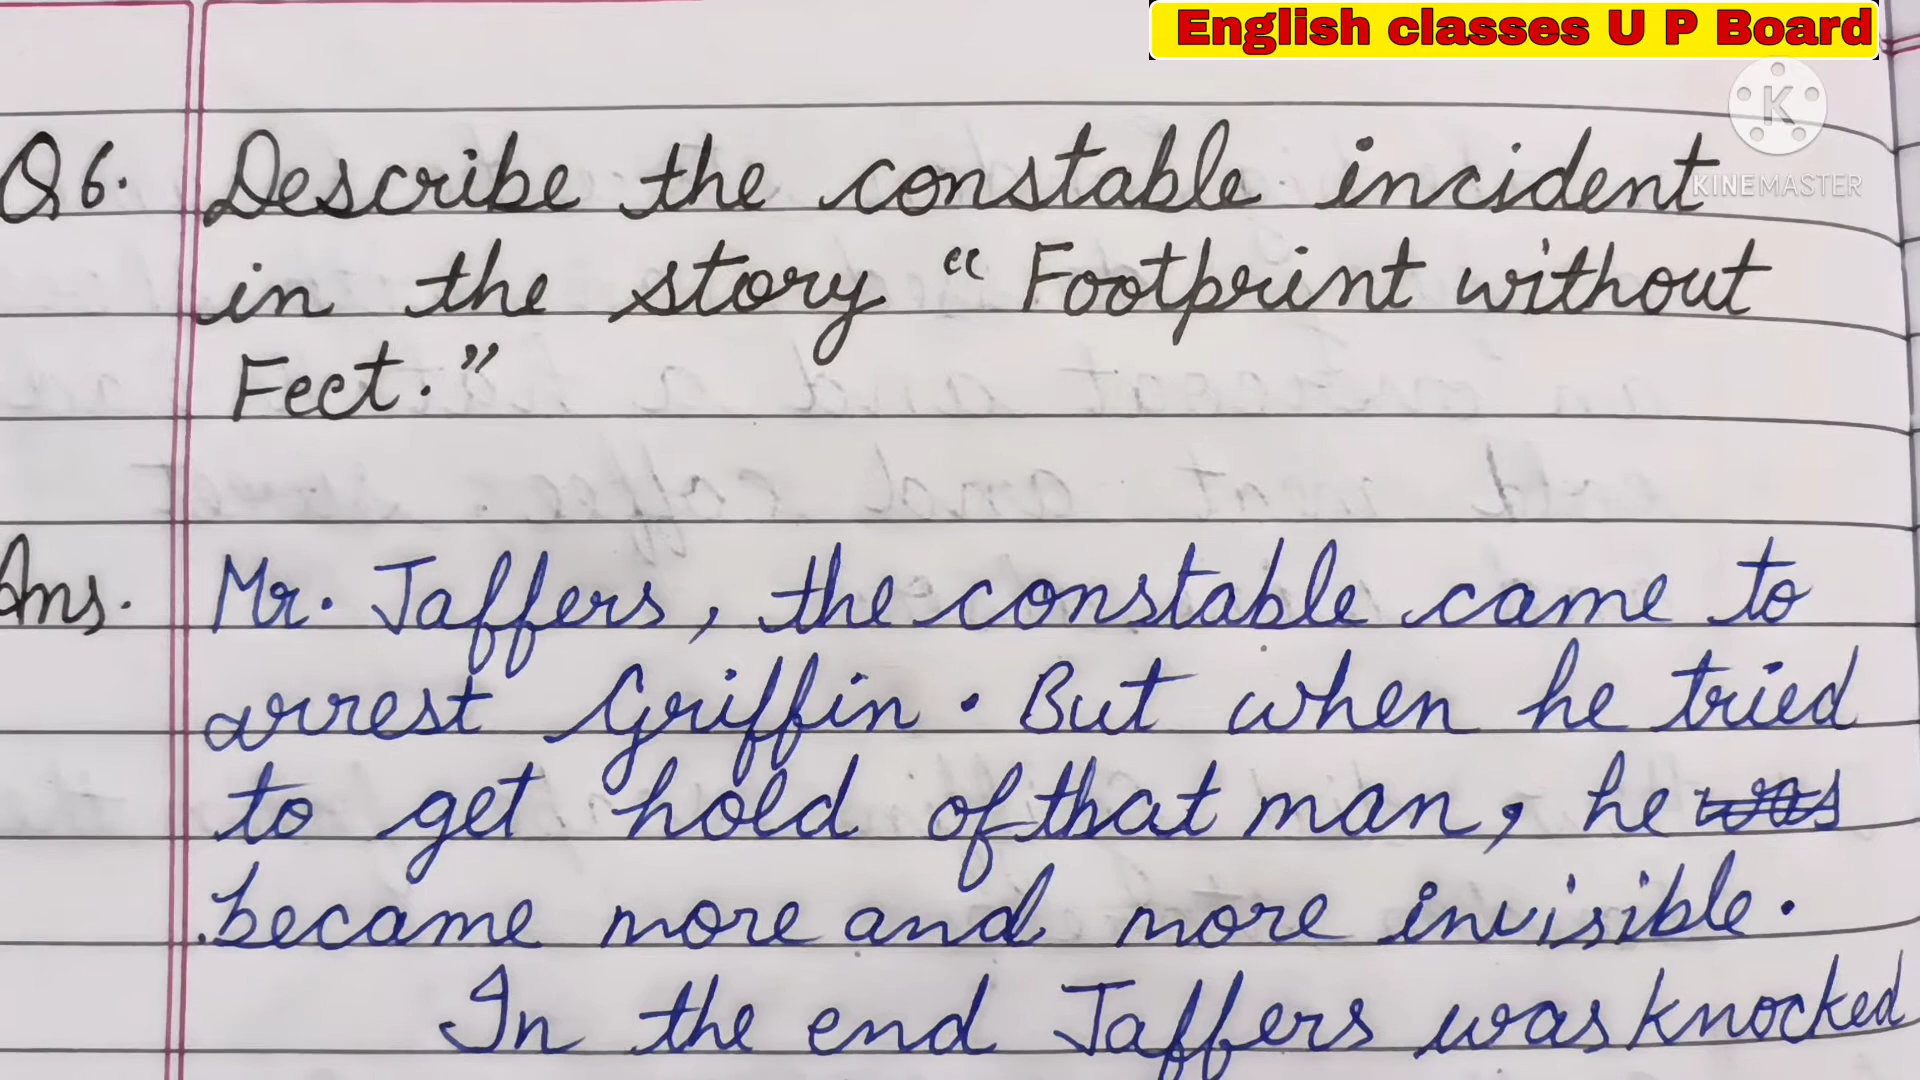 English classes U P Board
K
KINEMASTER
Q6. Describe the constable incident
in the story “ Footprint without
Feet.”
Ans. Mr. Jaffers, the constable came to
arrest Griffin. But when he tried
to get hold of that man, he was
became more and more invisible.
In the end Jaffers was knocked